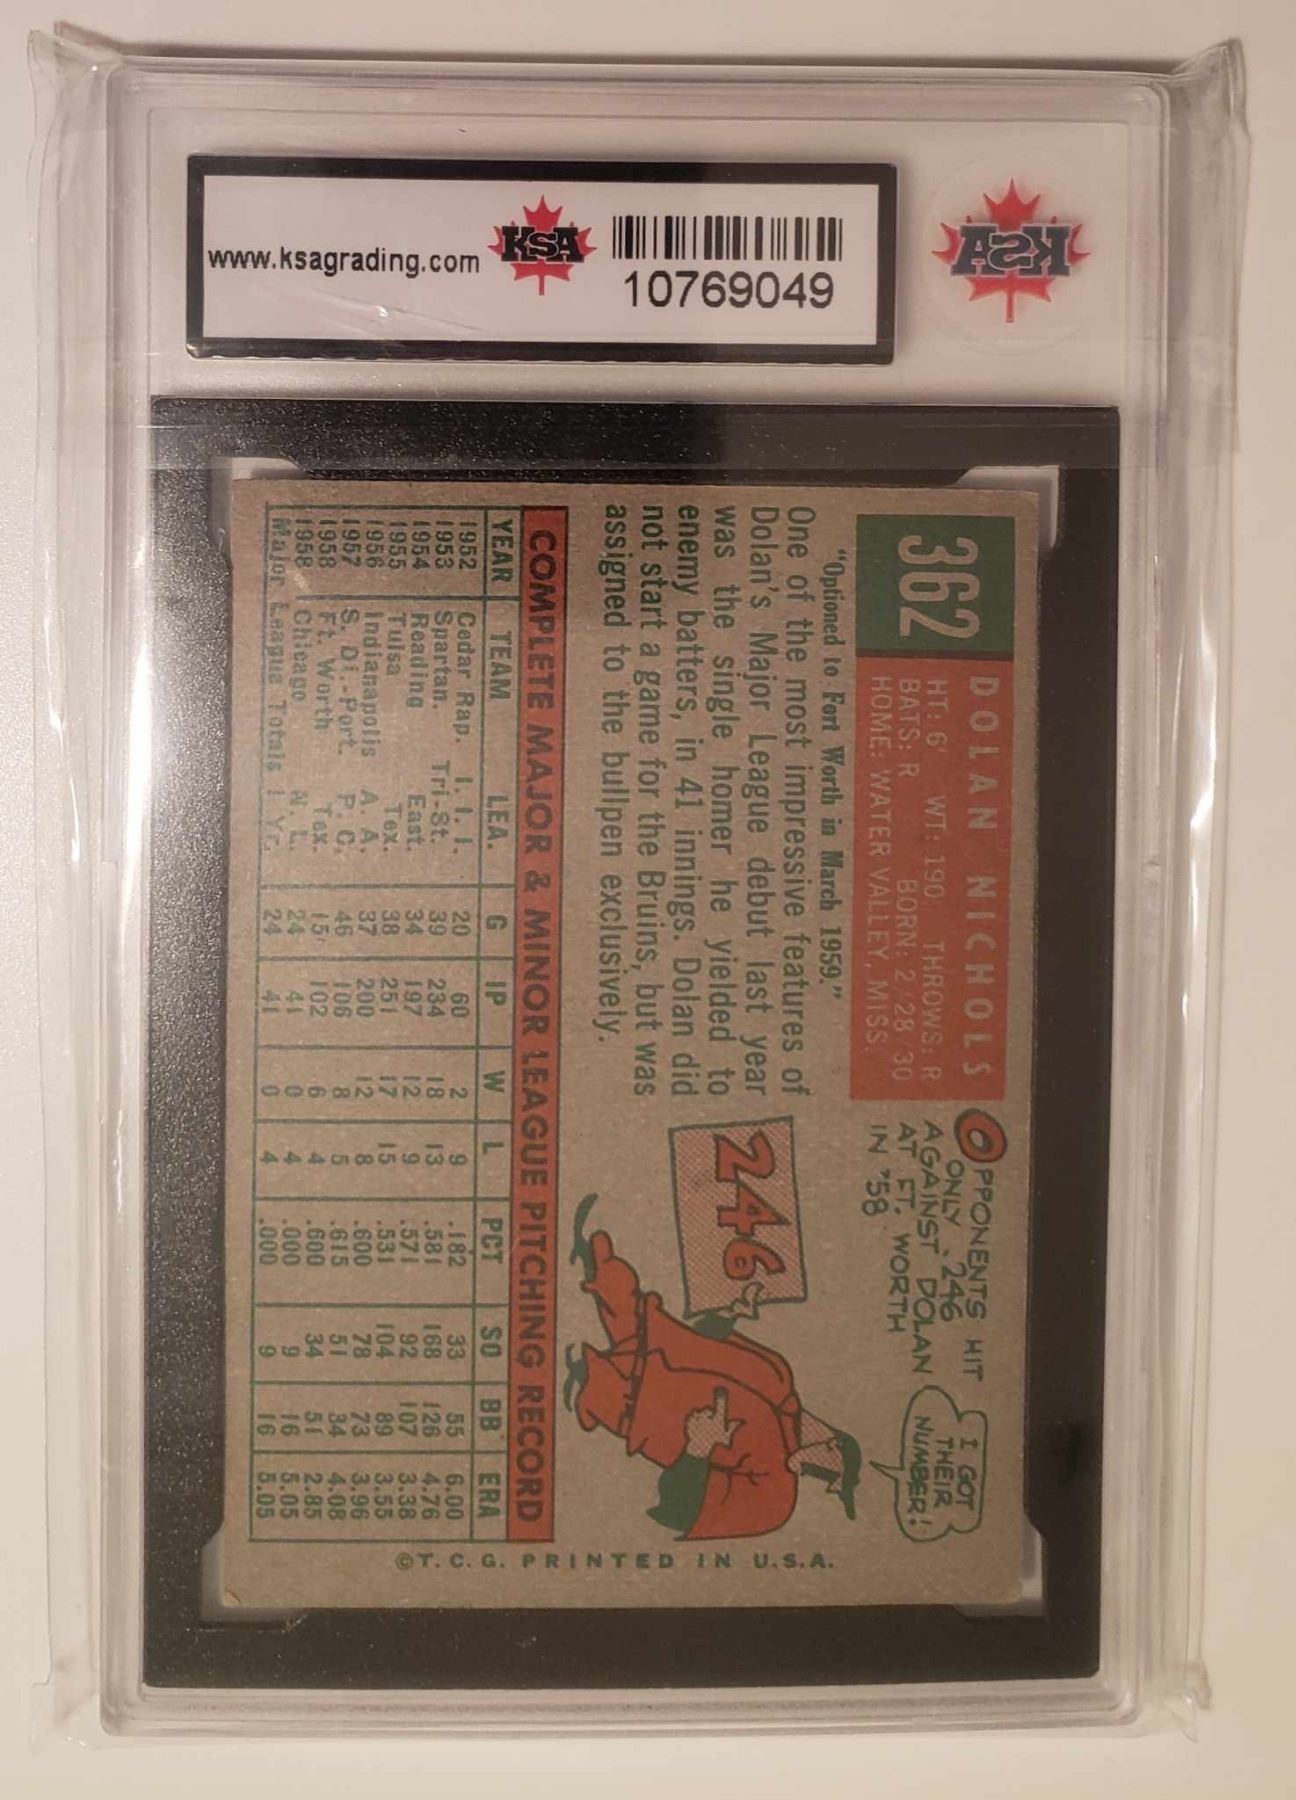 www.ksagrading.com
KSA
10769049
KSA
362
DOLAN NICHOLS
HT: 6' WT: 190 THROWS: R
BATS: R BORN: 2/28/30
HOME: WATER VALLEY, MISS.
"Optioned to Fort Worth in March 1959."
One of the most impressive features of
Dolan's Major League debut last year
was the single homer he yielded to
enemy batters, in 41 innings. Dolan did
not start a game for the Bruins, but was
assigned to the bullpen exclusively.
OPPONENTS HIT
ONLY .246
AGAINST DOLAN
AT FT. WORTH
IN '58
I GOT
THEIR
NUMBER!
246
COMPLETE MAJOR & MINOR LEAGUE PITCHING RECORD
YEAR TEAM LEA. G IP W L PCT SO BB ERA
1952 Cedar Rap. I. I. I. 20 60 2 9 .182 33 55 6.00
1953 Spartan. Tri-St. 39 234 18 13 .581 168 126 4.76
1954 Reading East. 34 197 12 9 .571 92 107 3.38
1955 Tulsa Tex. 38 251 17 15 .531 104 89 3.55
1956 Indianapolis A. A. 37 200 12 8 .600 78 73 3.96
1957 S. Di.-Port. P. C. 46 106 8 5 .615 51 34 4.08
1958 Ft. Worth Tex. 15 102 6 4 .600 34 51 2.85
1958 Chicago N. L. 24 41 0 4 .000 9 16 5.05
Major League Totals 1 Yr. 24 41 0 4 .000 9 16 5.05
©T. C. G. PRINTED IN U.S.A.